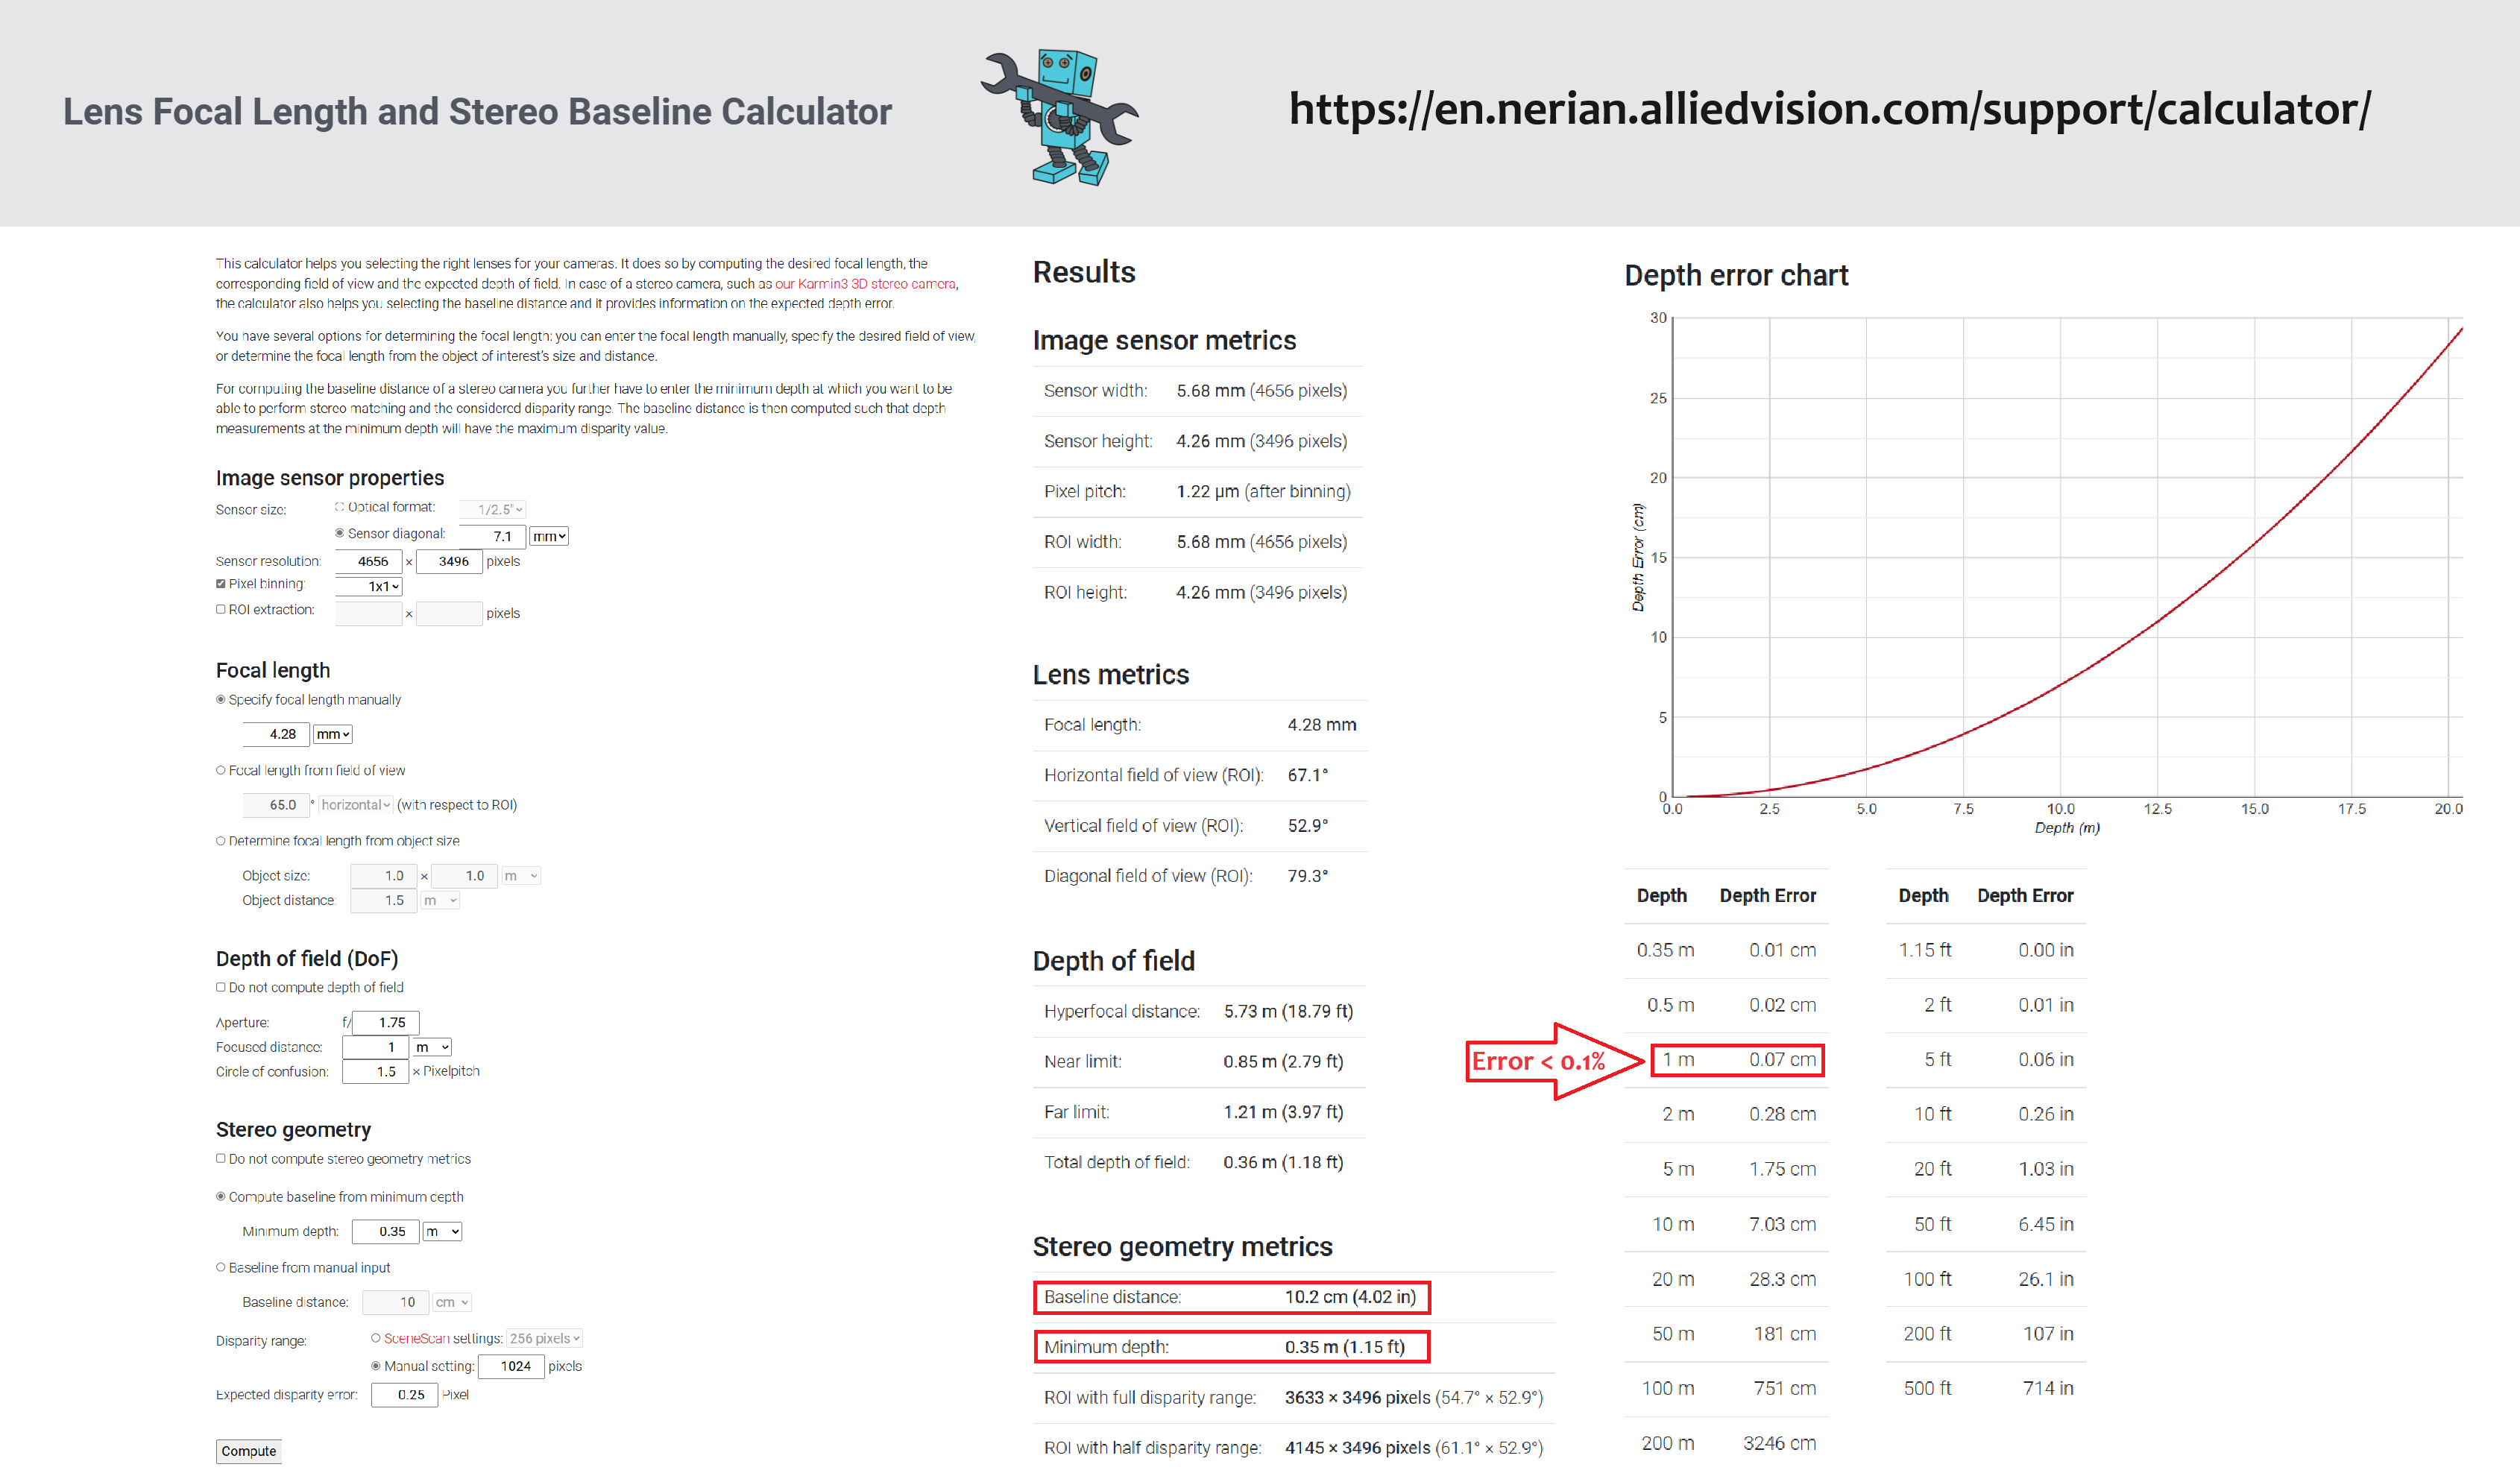 Lens Focal Length and Stereo Baseline Calculator
https://en.nerian.alliedvision.com/support/calculator/
This calculator helps you selecting the right lenses for your cameras. It does so by computing the desired focal length, the
corresponding field of view and the expected depth of field. In case of a stereo camera, such as our Karmin3 3D stereo camera,
the calculator also helps you selecting the baseline distance and it provides information on the expected depth error.
You have several options for determining the focal length: you can enter the focal length manually, specify the desired field of view,
or determine the focal length from the object of interest's size and distance.
For computing the baseline distance of a stereo camera you further have to enter the minimum depth at which you want to be
able to perform stereo matching and the considered disparity range. The baseline distance is then computed such that depth
measurements at the minimum depth will have the maximum disparity value.
Image sensor properties
Sensor size: Optical format: 1/2.5"
Sensor diagonal: 7.1 mm
Sensor resolution: 4656 × 3496 pixels
Pixel binning: 1x1
ROI extraction: × pixels
Focal length
Specify focal length manually
4.28 mm
Focal length from field of view
65.0 ° horizontal (with respect to ROI)
Determine focal length from object size
Object size: 1.0 × 1.0 m
Object distance: 1.5 m
Depth of field (DoF)
Do not compute depth of field
Aperture: f/ 1.75
Focused distance: 1 m
Circle of confusion: 1.5 × Pixelpitch
Stereo geometry
Do not compute stereo geometry metrics
Compute baseline from minimum depth
Minimum depth: 0.35 m
Baseline from manual input
Baseline distance: 10 cm
Disparity range: SceneScan settings: 256 pixels
Manual setting: 1024 pixels
Expected disparity error: 0.25 Pixel
Compute
Results
Image sensor metrics
Sensor width: 5.68 mm (4656 pixels)
Sensor height: 4.26 mm (3496 pixels)
Pixel pitch: 1.22 µm (after binning)
ROI width: 5.68 mm (4656 pixels)
ROI height: 4.26 mm (3496 pixels)
Lens metrics
Focal length: 4.28 mm
Horizontal field of view (ROI): 67.1°
Vertical field of view (ROI): 52.9°
Diagonal field of view (ROI): 79.3°
Depth of field
Hyperfocal distance: 5.73 m (18.79 ft)
Near limit: 0.85 m (2.79 ft)
Far limit: 1.21 m (3.97 ft)
Total depth of field: 0.36 m (1.18 ft)
Stereo geometry metrics
Baseline distance: 10.2 cm (4.02 in)
Minimum depth: 0.35 m (1.15 ft)
ROI with full disparity range: 3633 × 3496 pixels (54.7° × 52.9°)
ROI with half disparity range: 4145 × 3496 pixels (61.1° × 52.9°)
Depth error chart
30
25
20
15
10
5
0
Depth Error (cm)
0.0 2.5 5.0 7.5 10.0 12.5 15.0 17.5 20.0
Depth (m)
Error < 0.1%
Depth Depth Error
0.35 m 0.01 cm
0.5 m 0.02 cm
1 m 0.07 cm
2 m 0.28 cm
5 m 1.75 cm
10 m 7.03 cm
20 m 28.3 cm
50 m 181 cm
100 m 751 cm
200 m 3246 cm
Depth Depth Error
1.15 ft 0.00 in
2 ft 0.01 in
5 ft 0.06 in
10 ft 0.26 in
20 ft 1.03 in
50 ft 6.45 in
100 ft 26.1 in
200 ft 107 in
500 ft 714 in